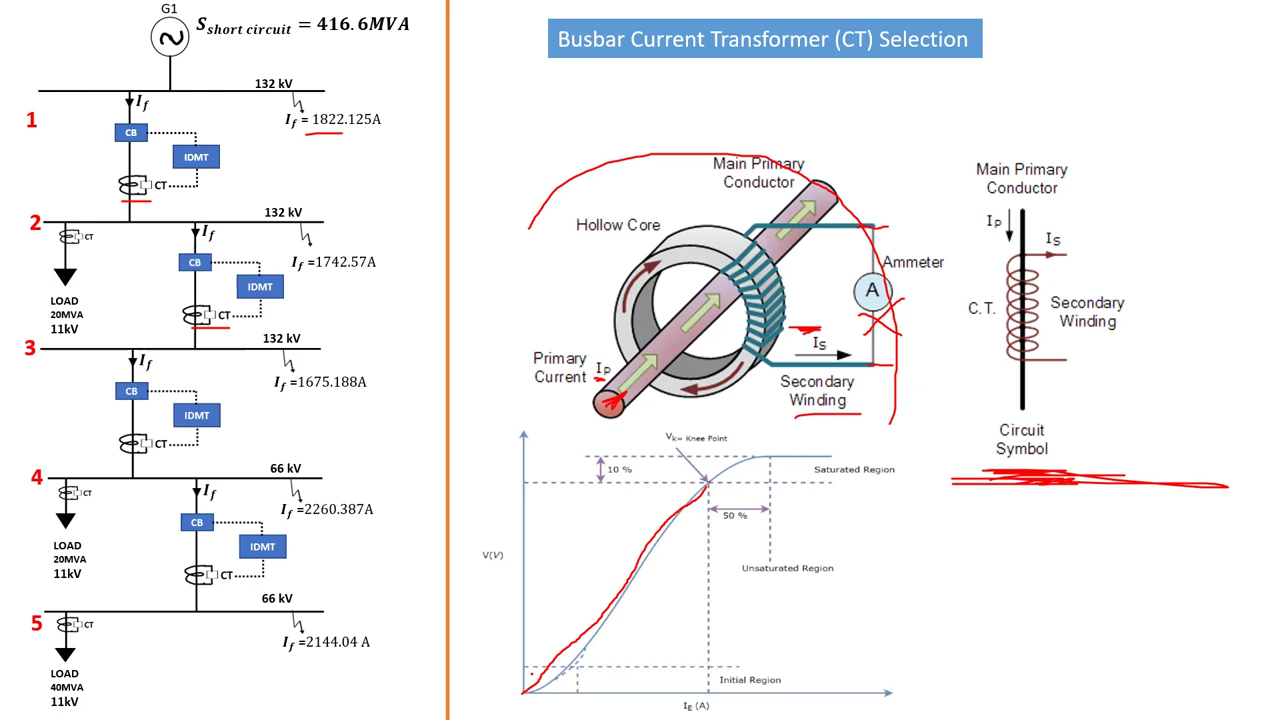 G1
S short circuit = 416.6MVA
132 kV
I_f
1
I_f = 1822.125A
CB
IDMT
CT
132 kV
2
CT
I_f
I_f = 1742.57A
CB
IDMT
LOAD
20MVA
11kV
CT
132 kV
3
I_f
I_f =1675.188A
CB
IDMT
CT
66 kV
4
CT
I_f
I_f =2260.387A
CB
IDMT
LOAD
20MVA
11kV
CT
66 kV
5
CT
I_f =2144.04 A
LOAD
40MVA
11kV
Busbar Current Transformer (CT) Selection
Main Primary
Conductor
Hollow Core
Ammeter
A
I_S
Primary
Current
I_P
Secondary
Winding
Main Primary
Conductor
I_P
I_S
C.T.
Secondary
Winding
Circuit
Symbol
V_k= Knee Point
10 %
Saturated Region
50 %
V(V)
Unsaturated Region
Initial Region
I_E (A)